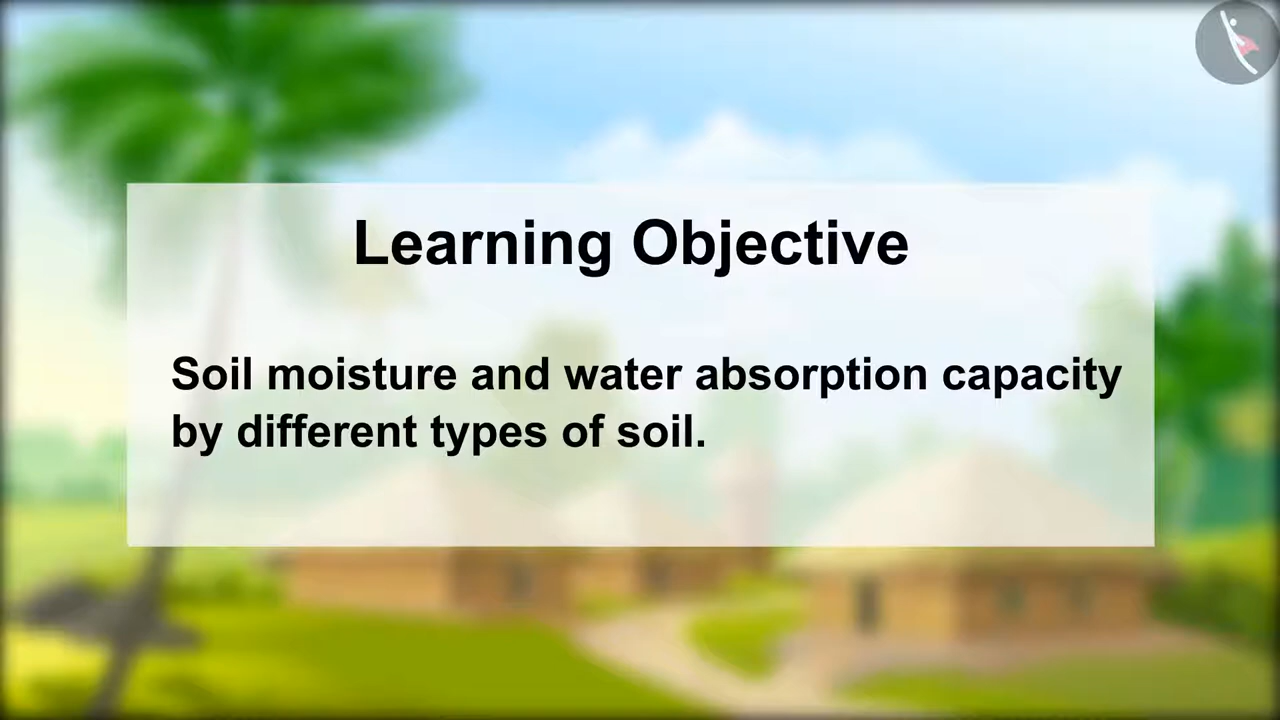 Learning Objective
Soil moisture and water absorption capacity
by different types of soil.